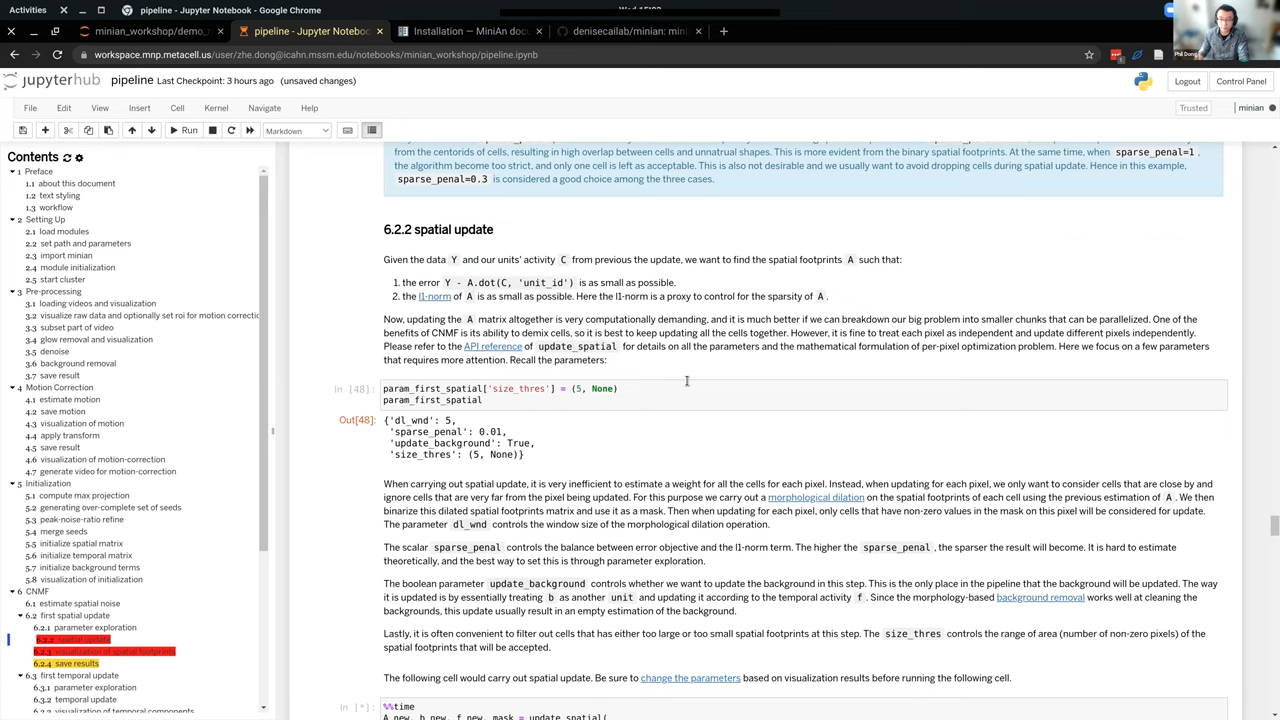 Activities
pipeline - Jupyter Notebook - Google Chrome
minian_workshop/demo_
pipeline - Jupyter Notebo
Installation — MiniAn docu
denisecailab/minian: mini
workspace.mnp.metacell.us/user/zhe.dong@icahn.mssm.edu/notebooks/minian_workshop/pipeline.ipynb
Phil Dong
jupyterhub pipeline Last Checkpoint: 3 hours ago (unsaved changes)
Logout Control Panel
File Edit View Insert Cell Kernel Navigate Help
Trusted minian
Run Markdown
Contents
1 Preface
1.1 about this document
1.2 text styling
1.3 workflow
2 Setting Up
2.1 load modules
2.2 set path and parameters
2.3 import minian
2.4 module initialization
2.5 start cluster
3 Pre-processing
3.1 loading videos and visualization
3.2 visualize raw data and optionally set roi for motion correctio
3.3 subset part of video
3.4 glow removal and visualization
3.5 denoise
3.6 background removal
3.7 save result
4 Motion Correction
4.1 estimate motion
4.2 save motion
4.3 visualization of motion
4.4 apply transform
4.5 save result
4.6 visualization of motion-correction
4.7 generate video for motion-correction
5 Initialization
5.1 compute max projection
5.2 generating over-complete set of seeds
5.3 peak-noise-ratio refine
5.4 merge seeds
5.5 initialize spatial matrix
5.6 initialize temporal matrix
5.7 initialize background terms
5.8 visualization of initialization
6 CNMF
6.1 estimate spatial noise
6.2 first spatial update
6.2.1 parameter exploration
6.2.2 spatial update
6.2.3 visualization of spatial footprints
6.2.4 save results
6.3 first temporal update
6.3.1 parameter exploration
6.3.2 temporal update
visualization of temporal components
from the centorids of cells, resulting in high overlap between cells and unnatural shapes. This is more evident from the binary spatial footprints. At the same time, when sparse_penal=1 ,
the algorithm become too strict, and only one cell is left as acceptable. This is also not desirable and we usually want to avoid dropping cells during spatial update. Hence in this example,
sparse_penal=0.3 is considered a good choice among the three cases.
6.2.2 spatial update
Given the data Y and our units' activity C from previous the update, we want to find the spatial footprints A such that:
1. the error Y - A.dot(C, 'unit_id') is as small as possible.
2. the l1-norm of A is as small as possible. Here the l1-norm is a proxy to control for the sparsity of A .
Now, updating the A matrix altogether is very computationally demanding, and it is much better if we can breakdown our big problem into smaller chunks that can be parallelized. One of the
benefits of CNMF is its ability to demix cells, so it is best to keep updating all the cells together. However, it is fine to treat each pixel as independent and update different pixels independently.
Please refer to the API reference of update_spatial for details on all the parameters and the mathematical formulation of per-pixel optimization problem. Here we focus on a few parameters
that requires more attention. Recall the parameters:
In [48]: param_first_spatial['size_thres'] = (5, None)
param_first_spatial
Out[48]: {'dl_wnd': 5,
'sparse_penal': 0.01,
'update_background': True,
'size_thres': (5, None)}
When carrying out spatial update, it is very inefficient to estimate a weight for all the cells for each pixel. Instead, when updating for each pixel, we only want to consider cells that are close by and
ignore cells that are very far from the pixel being updated. For this purpose we carry out a morphological dilation on the spatial footprints of each cell using the previous estimation of A . We then
binarize this dilated spatial footprints matrix and use it as a mask. Then when updating for each pixel, only cells that have non-zero values in the mask on this pixel will be considered for update.
The parameter dl_wnd controls the window size of the morphological dilation operation.
The scalar sparse_penal controls the balance between error objective and the l1-norm term. The higher the sparse_penal , the sparser the result will become. It is hard to estimate
theoretically, and the best way to set this is through parameter exploration.
The boolean parameter update_background controls whether we want to update the background in this step. This is the only place in the pipeline that the background will be updated. The way
it is updated is by essentially treating b as another unit and updating it according to the temporal activity f . Since the morphology-based background removal works well at cleaning the
backgrounds, this update usually result in an empty estimation of the background.
Lastly, it is often convenient to filter out cells that has either too large or too small spatial footprints at this step. The size_thres controls the range of area (number of non-zero pixels) of the
spatial footprints that will be accepted.
The following cell would carry out spatial update. Be sure to change the parameters based on visualization results before running the following cell.
In [*]: %%time
A_new, b_new, f_new, mask = update_spatial(